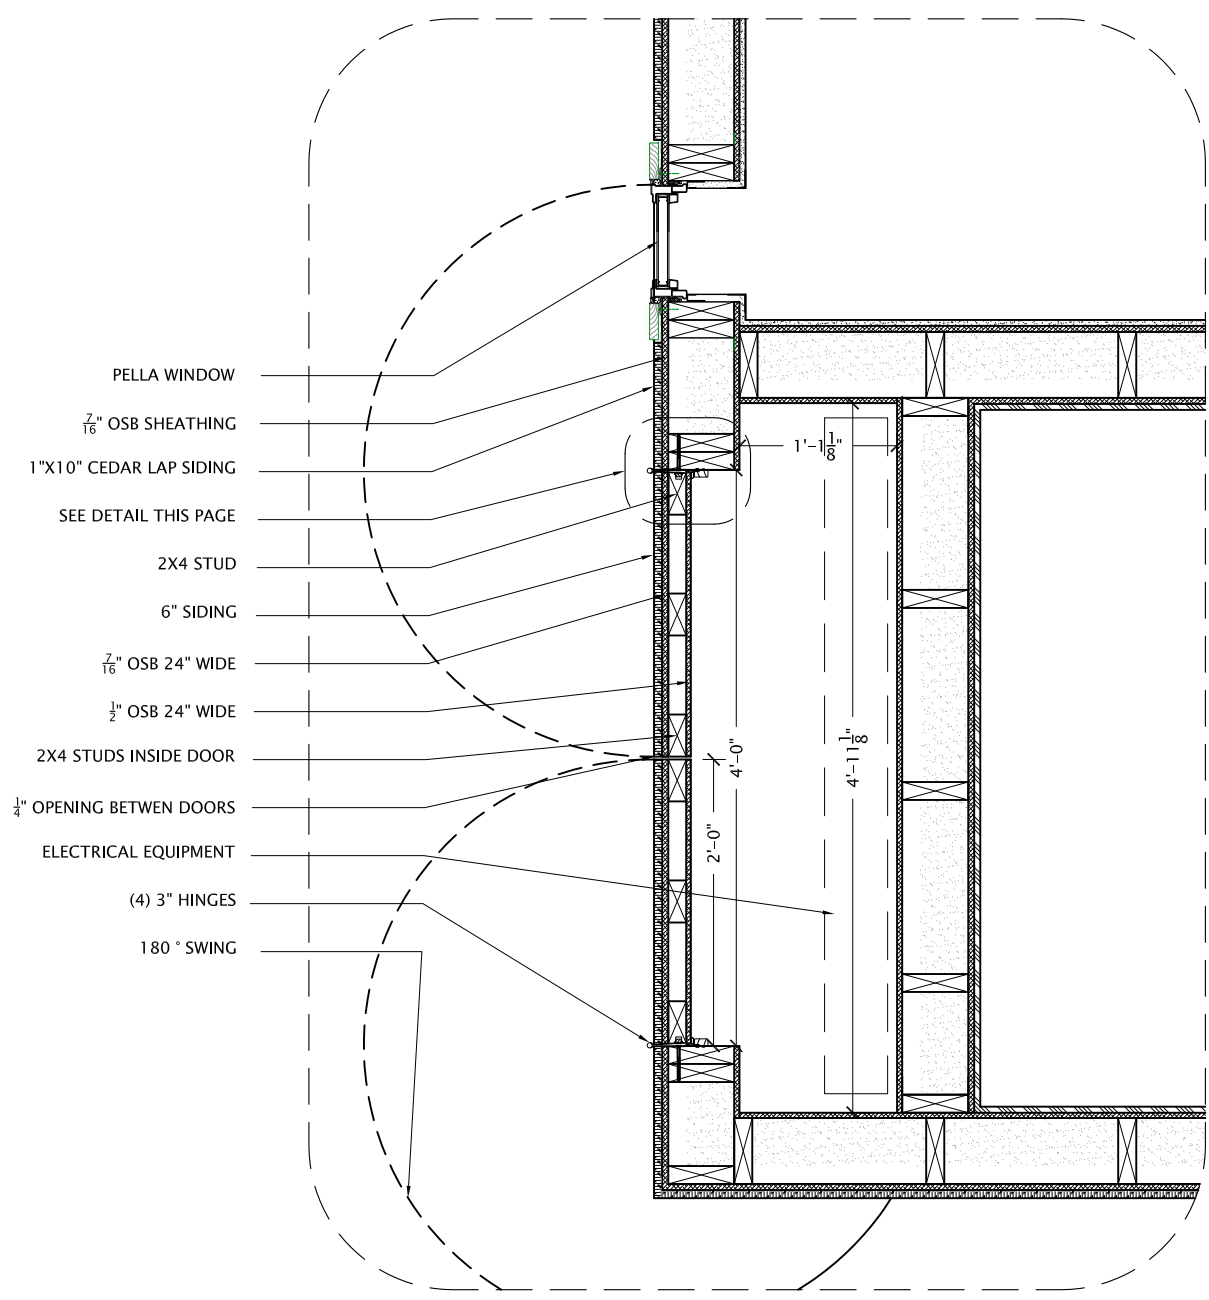 PELLA WINDOW
7/16" OSB SHEATHING
1"X10" CEDAR LAP SIDING
SEE DETAIL THIS PAGE
2X4 STUD
6" SIDING
7/16" OSB 24" WIDE
1/2" OSB 24" WIDE
2X4 STUDS INSIDE DOOR
1/4" OPENING BETWEN DOORS
ELECTRICAL EQUIPMENT
(4) 3" HINGES
180 ° SWING
1'-1 1/8"
4'-0"
2'-0"
4'-11 1/8"